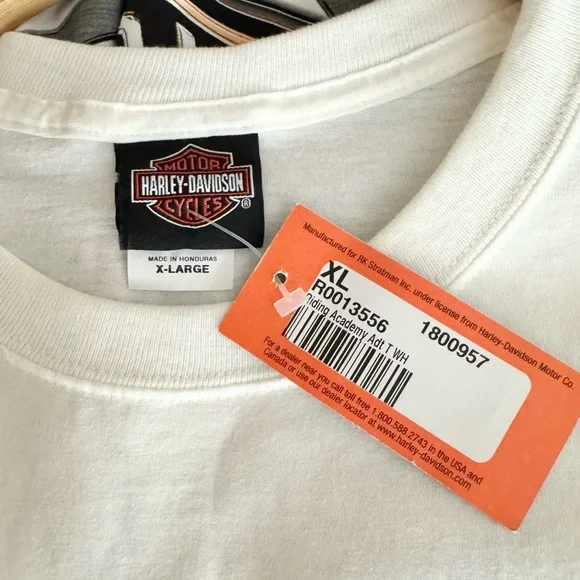 MOTOR
HARLEY-DAVIDSON
CYCLES ®
MADE IN HONDURAS
X-LARGE
Manufactured for RK Stratman Inc. under license from Harley-Davidson Motor Co.
XL
R0013556 1800957
Riding Academy Adt T WH
For a dealer near you call toll free 1.800.588.2743 in the USA and
Canada or use our dealer locator at www.harley-davidson.com